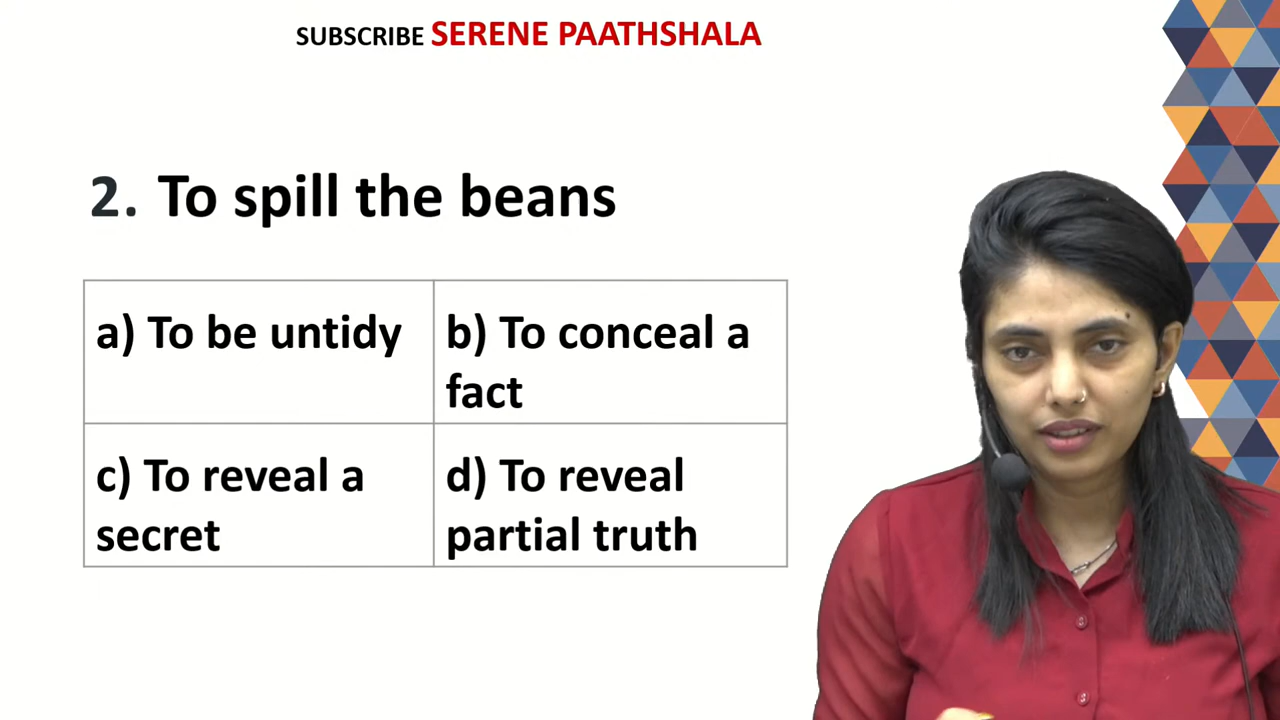 SUBSCRIBE SERENE PAATHSHALA
2. To spill the beans
a) To be untidy
b) To conceal a
fact
c) To reveal a
secret
d) To reveal
partial truth